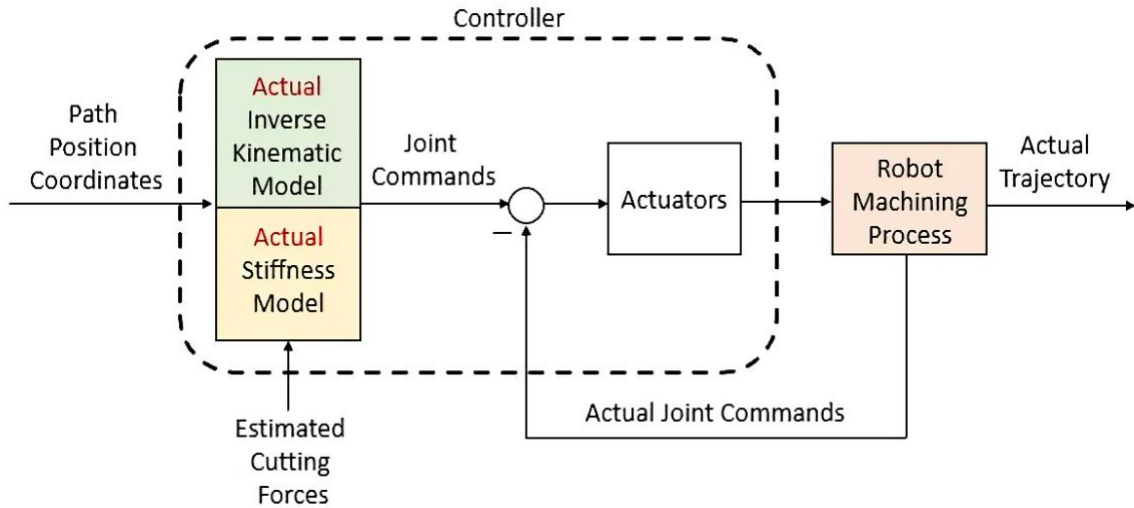 Controller
Actual
Inverse
Kinematic
Model
Actual
Stiffness
Model
Path
Position
Coordinates
Joint
Commands
—
Actuators
Robot
Machining
Process
Actual
Trajectory
Actual Joint Commands
Estimated
Cutting
Forces